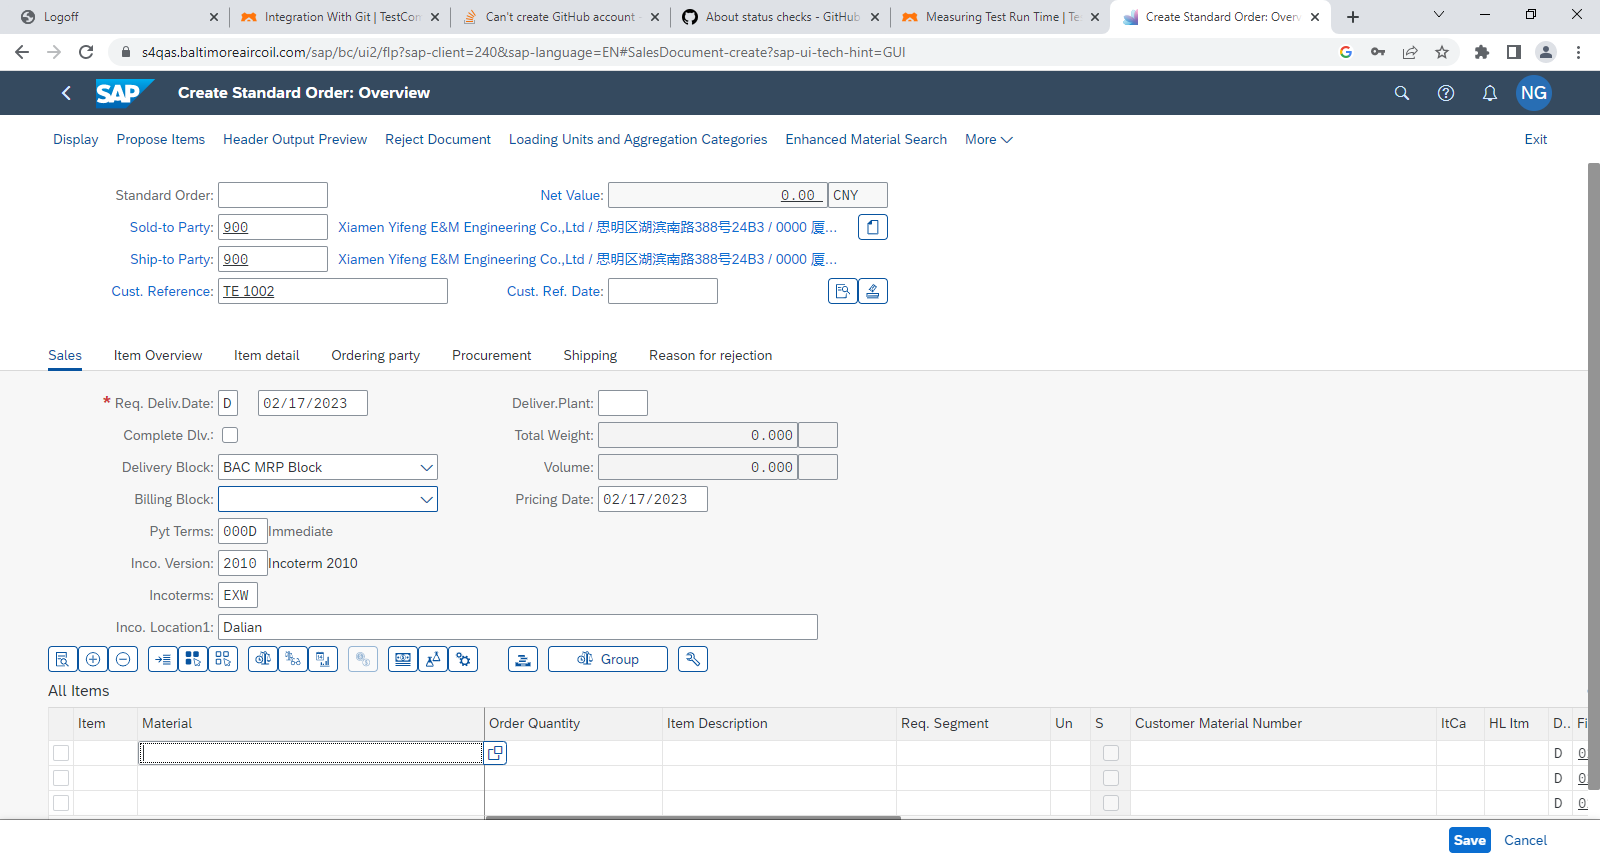 Logoff
Integration With Git | TestCom
Can't create GitHub account -
About status checks - GitHub
Measuring Test Run Time | Te
Create Standard Order: Overv
s4qas.baltimoreaircoil.com/sap/bc/ui2/flp?sap-client=240&sap-language=EN#SalesDocument-create?sap-ui-tech-hint=GUI
SAP Create Standard Order: Overview NG
Display Propose Items Header Output Preview Reject Document Loading Units and Aggregation Categories Enhanced Material Search More Exit
Standard Order: Net Value: 0.00 CNY
Sold-to Party: 900 Xiamen Yifeng E&M Engineering Co.,Ltd / 思明区湖滨南路388号24B3 / 0000 厦...
Ship-to Party: 900 Xiamen Yifeng E&M Engineering Co.,Ltd / 思明区湖滨南路388号24B3 / 0000 厦...
Cust. Reference: TE 1002 Cust. Ref. Date:
Sales Item Overview Item detail Ordering party Procurement Shipping Reason for rejection
* Req. Deliv.Date: D 02/17/2023 Deliver.Plant:
Complete Dlv.: Total Weight: 0.000
Delivery Block: BAC MRP Block Volume: 0.000
Billing Block: Pricing Date: 02/17/2023
Pyt Terms: 000D Immediate
Inco. Version: 2010 Incoterm 2010
Incoterms: EXW
Inco. Location1: Dalian
Group
All Items
Item Material Order Quantity Item Description Req. Segment Un S Customer Material Number ItCa HL Itm D.. Fi
D 0
D 0
D 0
Save Cancel